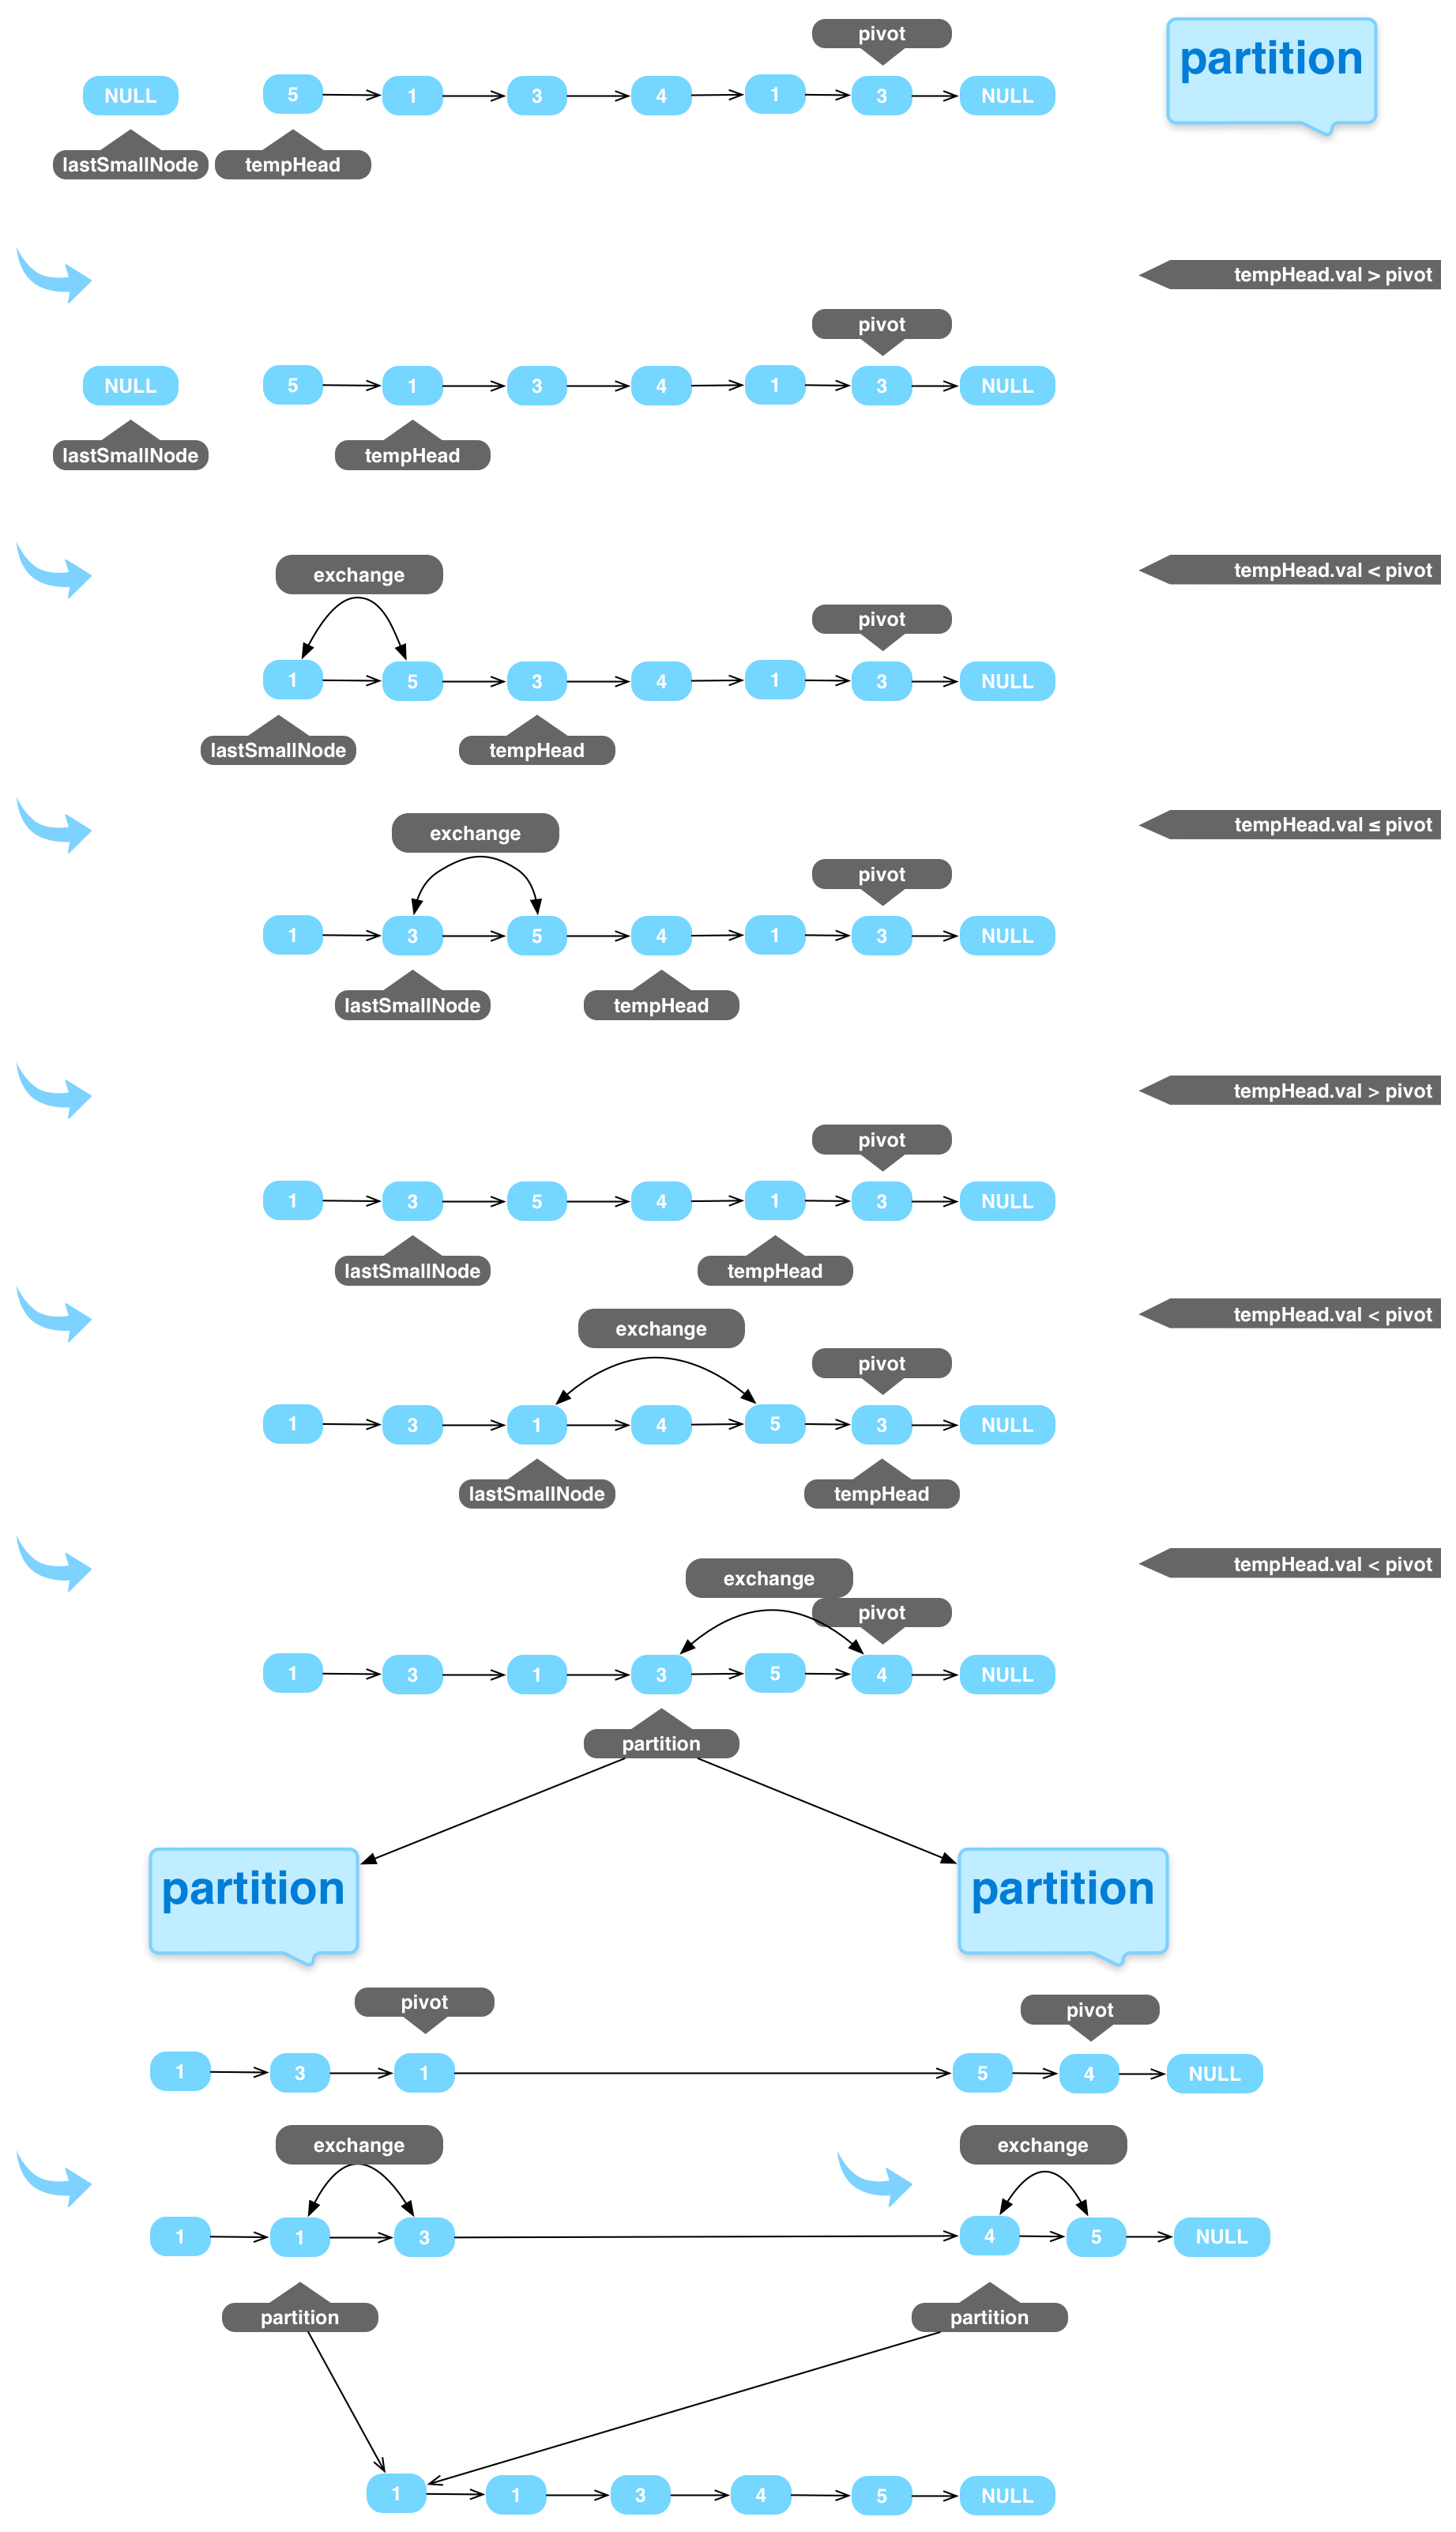 pivot
partition
NULL 5 1 3 4 1 3 NULL
lastSmallNode tempHead
tempHead.val > pivot
pivot
NULL 5 1 3 4 1 3 NULL
lastSmallNode tempHead
tempHead.val < pivot
exchange
pivot
1 5 3 4 1 3 NULL
lastSmallNode tempHead
tempHead.val ≤ pivot
exchange
pivot
1 3 5 4 1 3 NULL
lastSmallNode tempHead
tempHead.val > pivot
pivot
1 3 5 4 1 3 NULL
lastSmallNode tempHead
tempHead.val < pivot
exchange
pivot
1 3 1 4 5 3 NULL
lastSmallNode tempHead
tempHead.val < pivot
exchange
pivot
1 3 1 3 5 4 NULL
partition
partition partition
pivot pivot
1 3 1 5 4 NULL
exchange exchange
1 1 3 4 5 NULL
partition partition
1 1 3 4 5 NULL